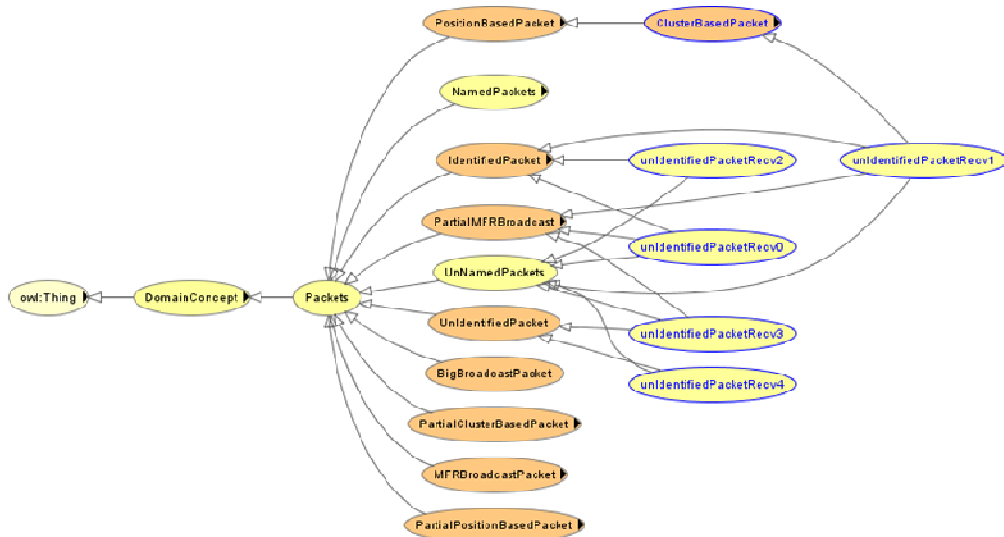 PositionBasedPacket
ClusterBasedPacket
NamedPackets
IdentifiedPacket
unIdentifiedPacketRecv2
unIdentifiedPacketRecv1
PartialMFRBroadcast
unIdentifiedPacketRecv0
UnNamedPackets
owl:Thing
DomainConcept
Packets
UnIdentifiedPacket
unIdentifiedPacketRecv3
BigBroadcastPacket
unIdentifiedPacketRecv4
PartialClusterBasedPacket
MFRBroadcastPacket
PartialPositionBasedPacket